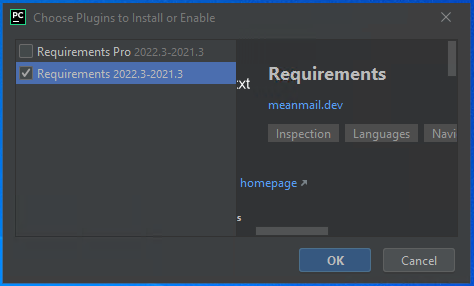 PC
Choose Plugins to Install or Enable
Requirements Pro 2022.3-2021.3
Requirements 2022.3-2021.3
Requirements
meanmail.dev
Inspection Languages
homepage
OK Cancel